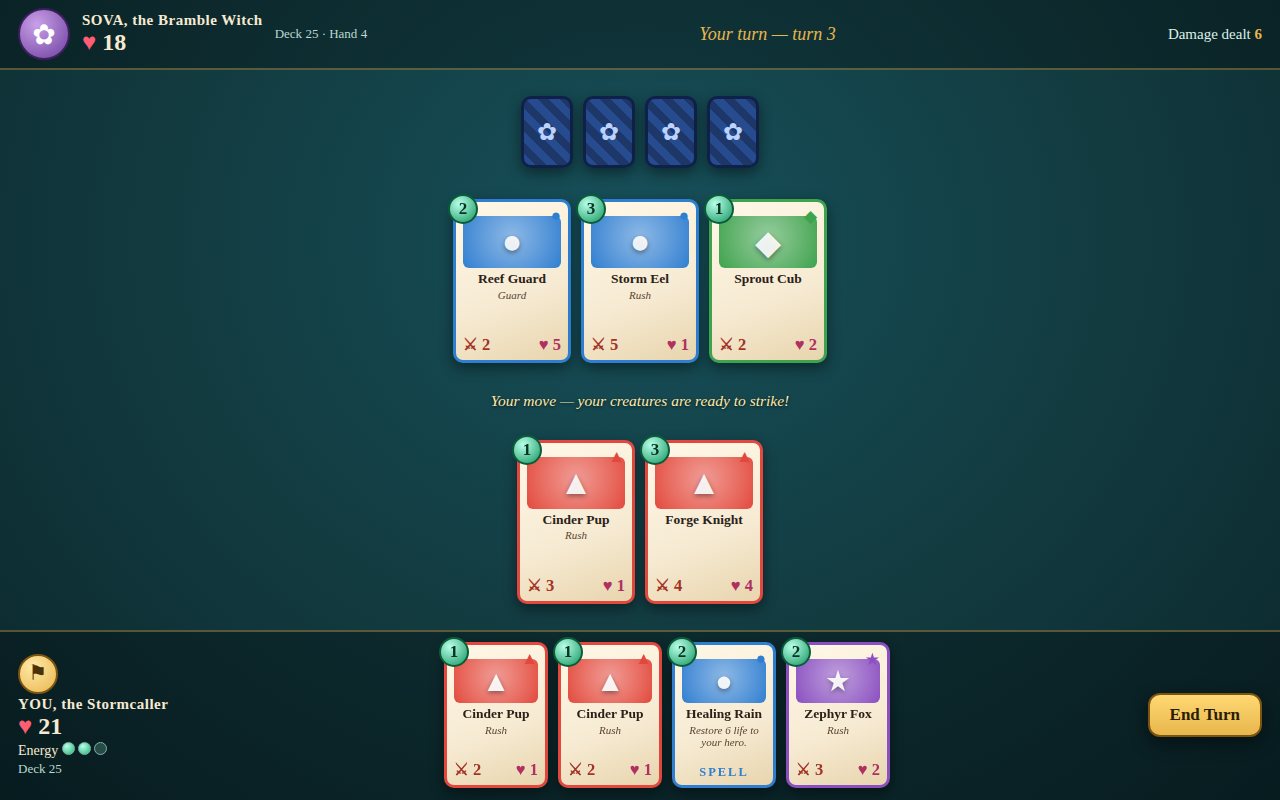 SOVA, the Bramble Witch
♥ 18
Deck 25 · Hand 4
Your turn — turn 3
Damage dealt 6
2
Reef Guard
Guard
⚔ 2 ♥ 5
3
Storm Eel
Rush
⚔ 5 ♥ 1
1
Sprout Cub
⚔ 2 ♥ 2
Your move — your creatures are ready to strike!
1
Cinder Pup
Rush
⚔ 3 ♥ 1
3
Forge Knight
⚔ 4 ♥ 4
YOU, the Stormcaller
♥ 21
Energy
Deck 25
1
Cinder Pup
Rush
⚔ 2 ♥ 1
1
Cinder Pup
Rush
⚔ 2 ♥ 1
2
Healing Rain
Restore 6 life to
your hero.
SPELL
2
Zephyr Fox
Rush
⚔ 3 ♥ 2
End Turn